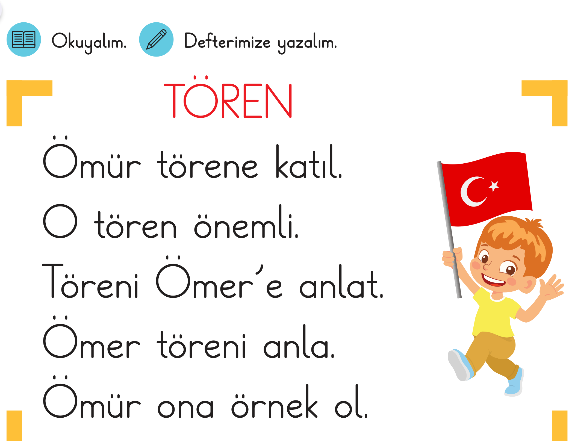 Okuyalım. Defterimize yazalım.
TÖREN
Ömür törene katıl.
O tören önemli.
Töreni Ömer'e anlat.
Ömer töreni anla.
Ömür ona örnek ol.